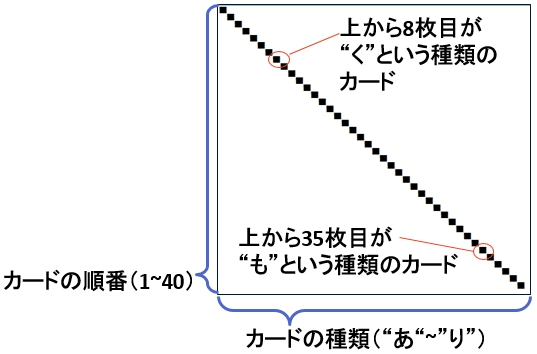 上から8枚目が
“く”という種類の
カード
上から35枚目が
“も”という種類のカード
カードの順番（1~40）
カードの種類（“あ“~”り”）